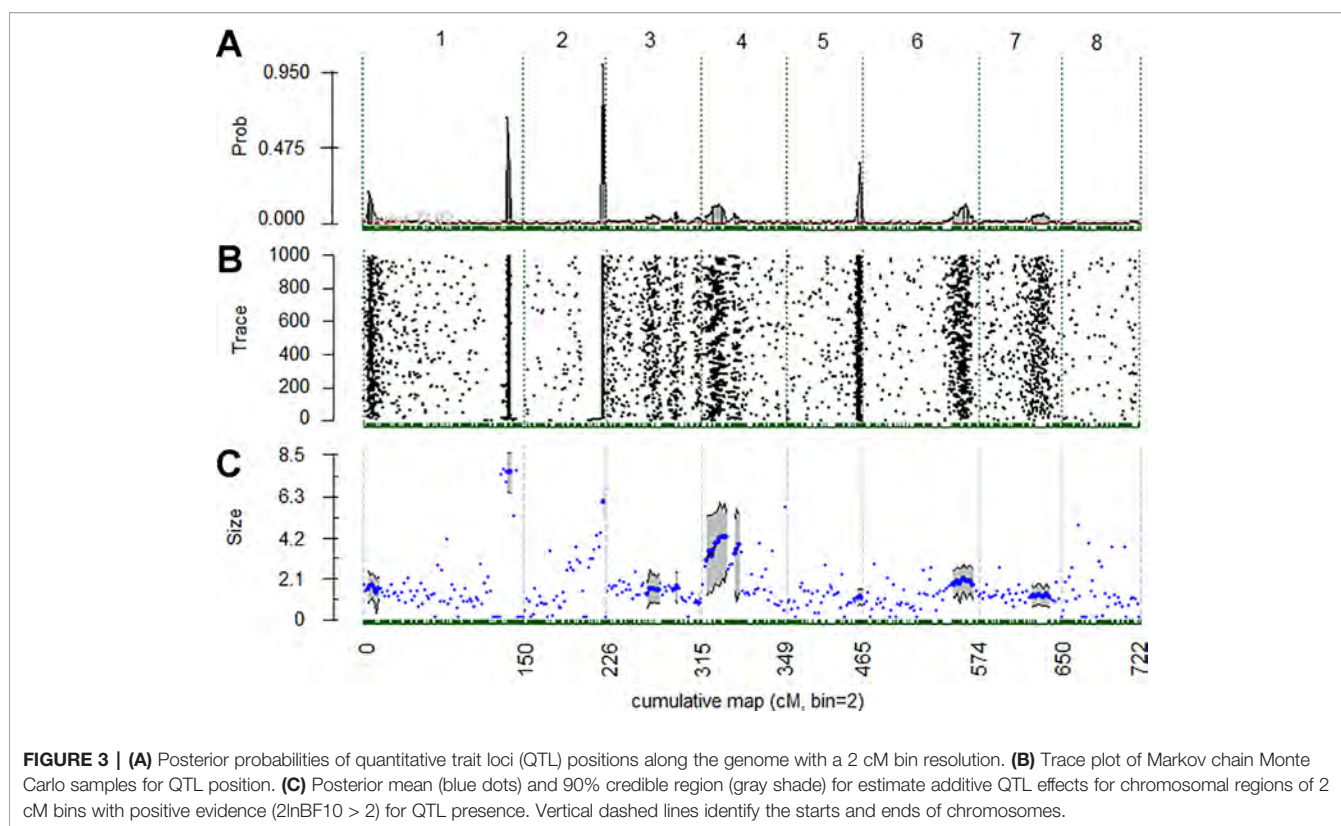 A
1 2 3 4 5 6 7 8
0.950
0.475
0.000
Prob
B
1000
800
600
400
200
0
Trace
C
8.5
6.3
4.2
2.1
0
Size
0 150 226 315 349 465 574 650 722
cumulative map (cM, bin=2)
FIGURE 3 | (A) Posterior probabilities of quantitative trait loci (QTL) positions along the genome with a 2 cM bin resolution. (B) Trace plot of Markov chain Monte
Carlo samples for QTL position. (C) Posterior mean (blue dots) and 90% credible region (gray shade) for estimate additive QTL effects for chromosomal regions of 2
cM bins with positive evidence (2lnBF10 > 2) for QTL presence. Vertical dashed lines identify the starts and ends of chromosomes.